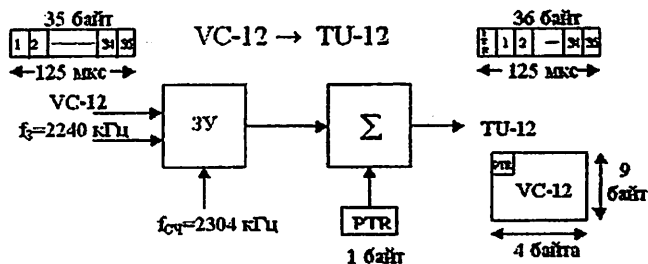 35 байт
36 байт
VC-12 → TU-12
1 2 34 35
1 2 — 34 35
125 мкс
125 мкс
VC-12
fз=2240 кГц
ЗУ
Σ
TU-12
PTR
VC-12
9 байт
fсч=2304 кГц
PTR
4 байта
1 байт